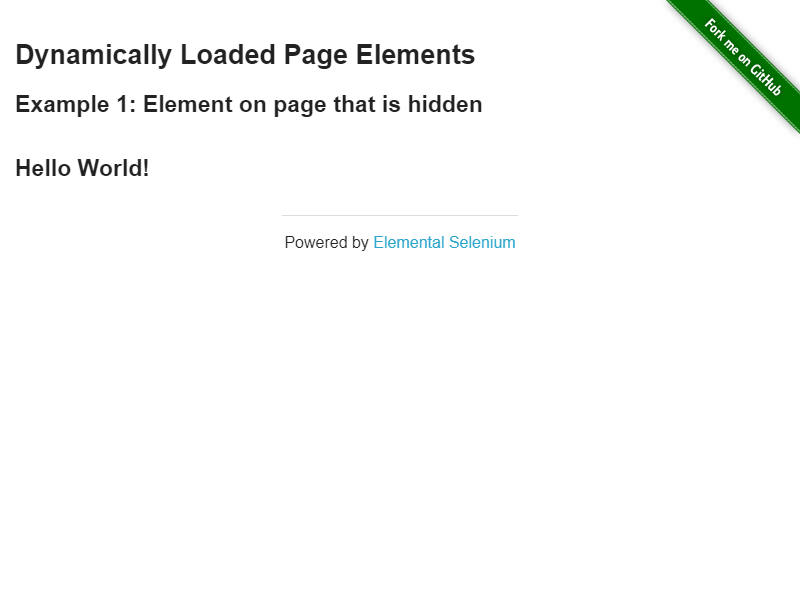 Dynamically Loaded Page Elements
Example 1: Element on page that is hidden
Hello World!
Powered by Elemental Selenium
Fork me on GitHub